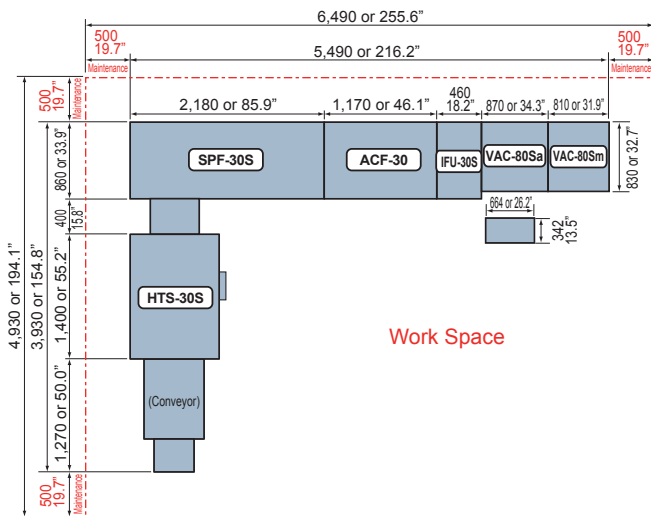 6,490 or 255.6”
500
19.7”
Maintenance
5,490 or 216.2”
500
19.7”
Maintenance
500
19.7”
Maintenance
2,180 or 85.9”
1,170 or 46.1”
460
18.2”
870 or 34.3”
810 or 31.9”
4,930 or 194.1”
3,930 or 154.8”
860 or 33.9”
SPF-30S
ACF-30
IFU-30S
VAC-80Sa
VAC-80Sm
830 or 32.7”
400
15.8”
664 or 26.2”
342
13.5”
1,400 or 55.2”
HTS-30S
Work Space
1,270 or 50.0”
(Conveyor)
500
19.7”
Maintenance